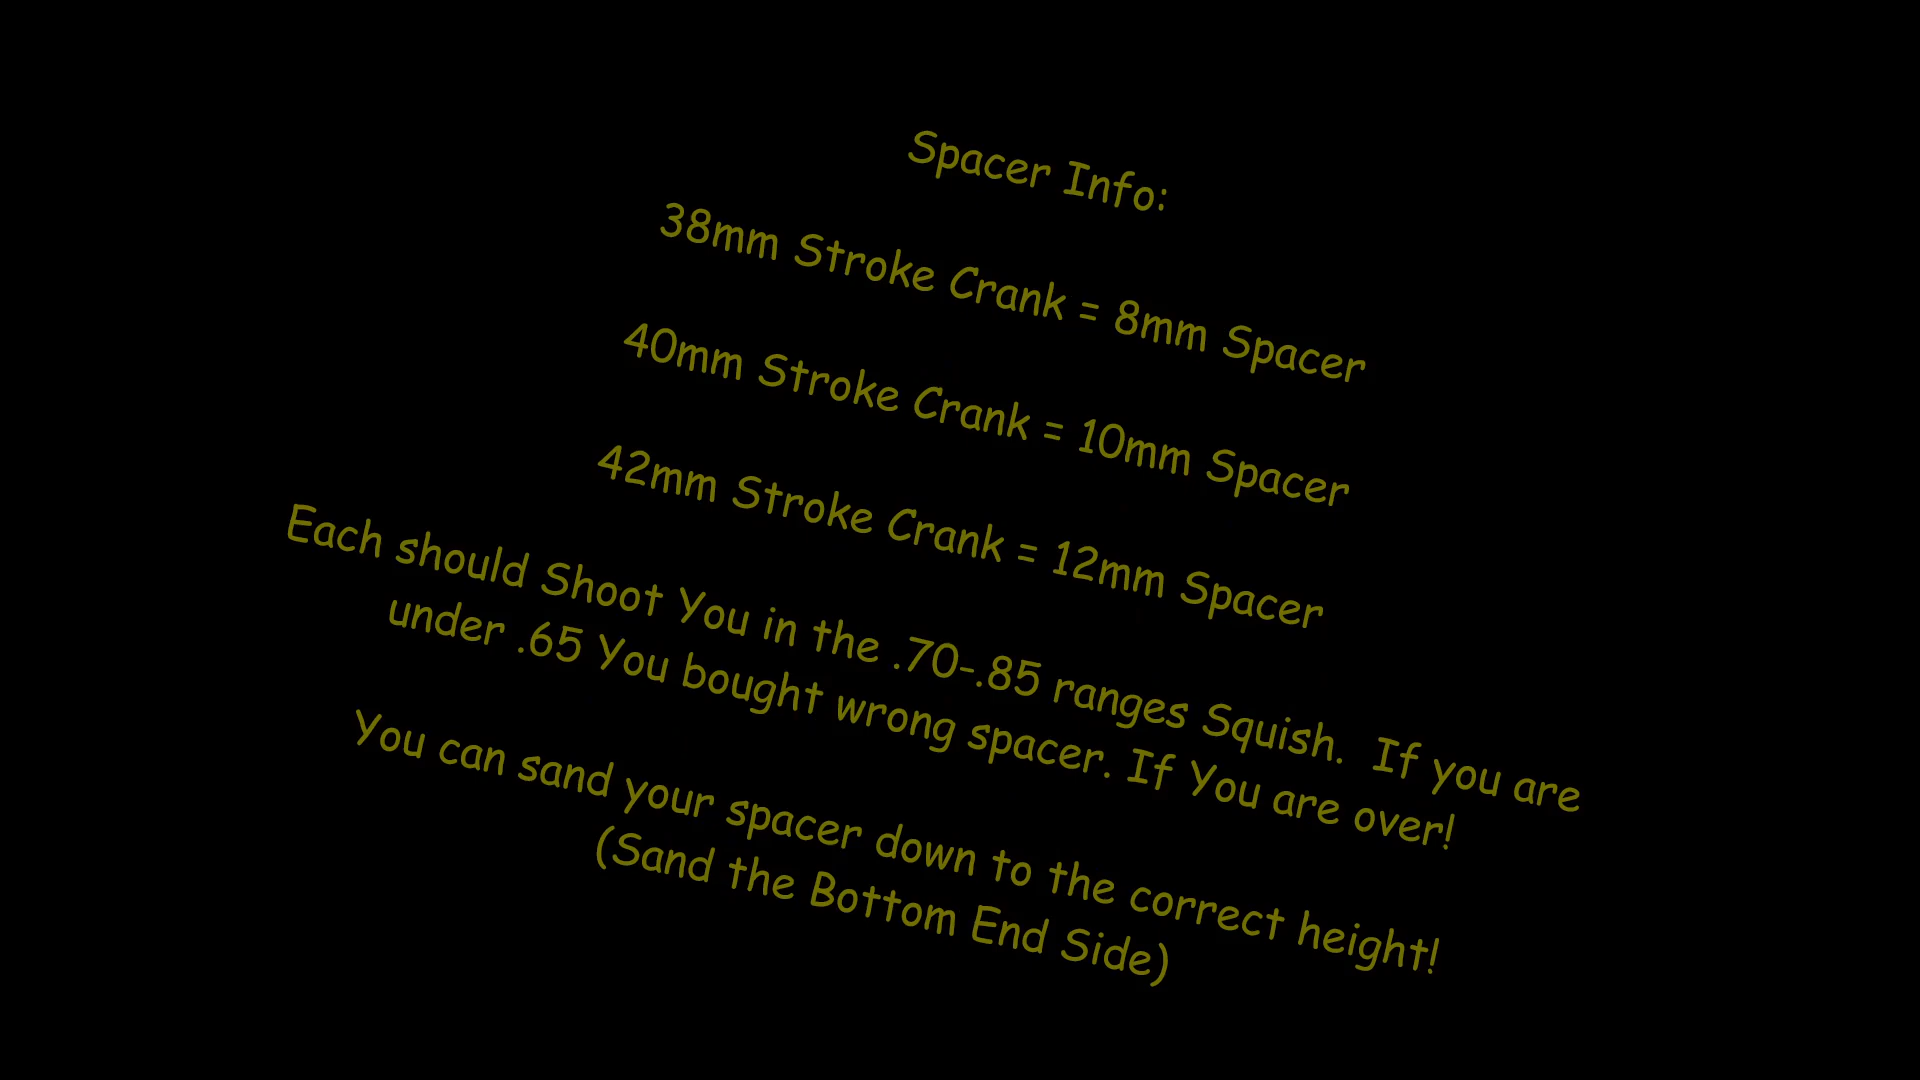 Spacer Info:
38mm Stroke Crank = 8mm Spacer
40mm Stroke Crank = 10mm Spacer
42mm Stroke Crank = 12mm Spacer
Each should Shoot You in the .70-.85 ranges Squish.  If you are
under .65 You bought wrong spacer. If You are over!
You can sand your spacer down to the correct height!
(Sand the Bottom End Side)